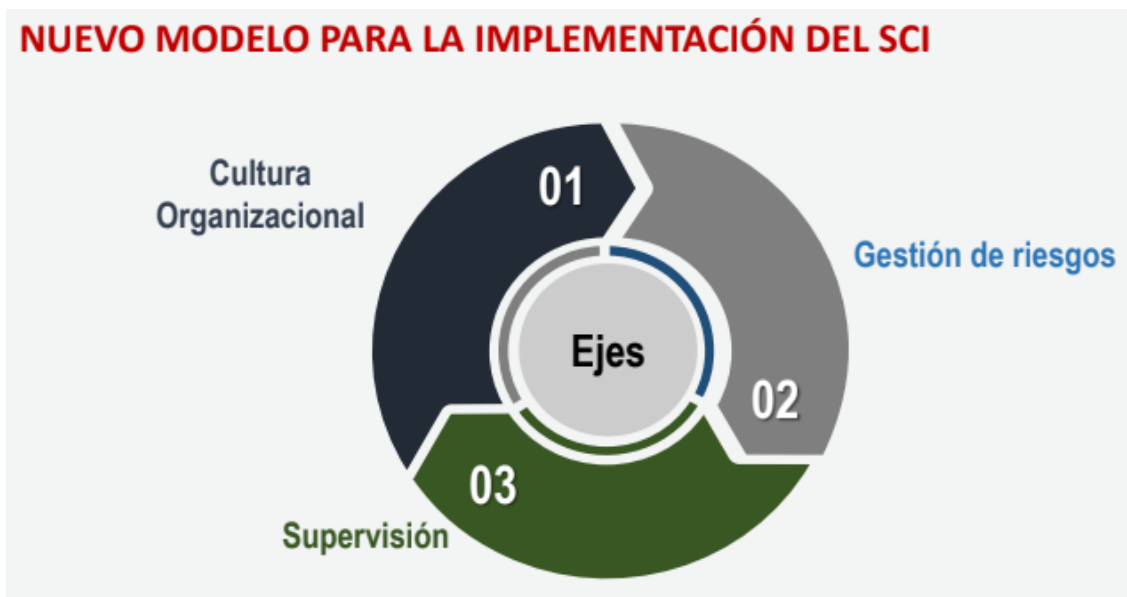 NUEVO MODELO PARA LA IMPLEMENTACIÓN DEL SCI
Cultura
Organizacional
01
Gestión de riesgos
Ejes
02
03
Supervisión